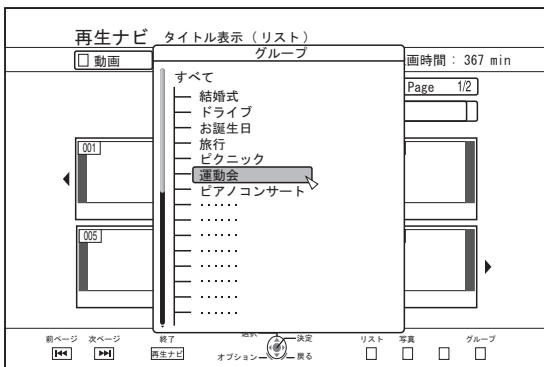 再生ナビ タイトル表示（リスト）
動画
画時間： 367 min
グループ
Page 1/2
すべて
結婚式
ドライブ
お誕生日
旅行
ピクニック
運動会
ピアノコンサート
······
······
······
······
······
······
······
······
001
005
前ページ 次ページ 終了 選択 決定 リスト 写真 グループ
再生ナビ オプション 戻る